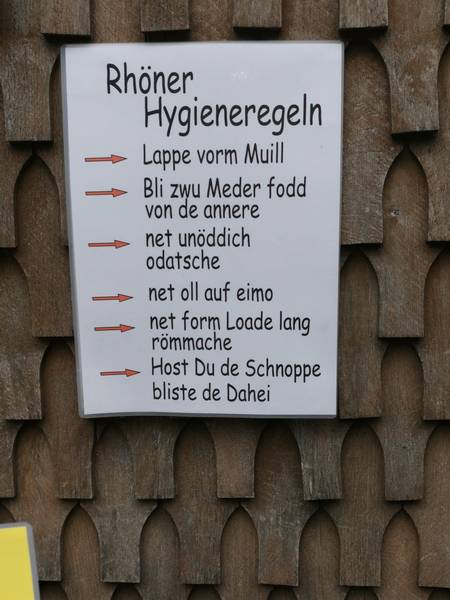 Rhöner
Hygieneregeln
Lappe vorm Muill
Bli zwu Meder fodd
von de annere
net unöddich
odatsche
net oll auf eimo
net form Loade lang
römmache
Host Du de Schnoppe
bliste de Dahei